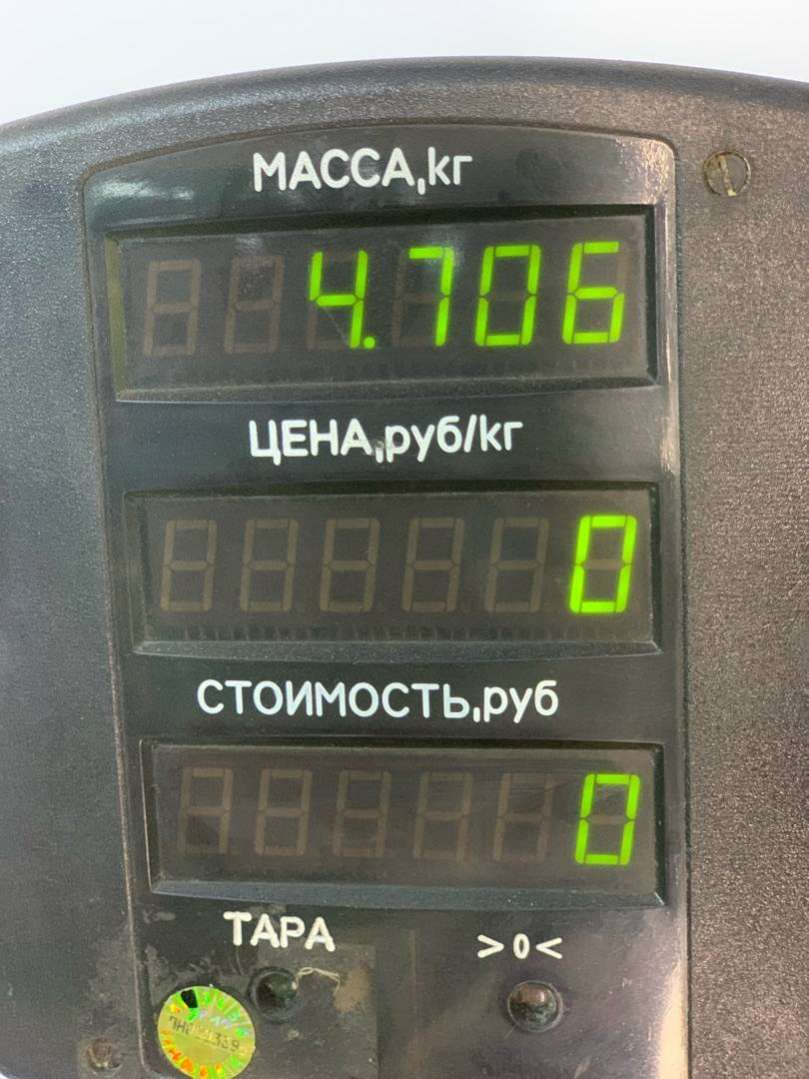 МАССА,кг
4.706
ЦЕНА,руб/кг
0
СТОИМОСТЬ,руб
0
ТАРА >0<